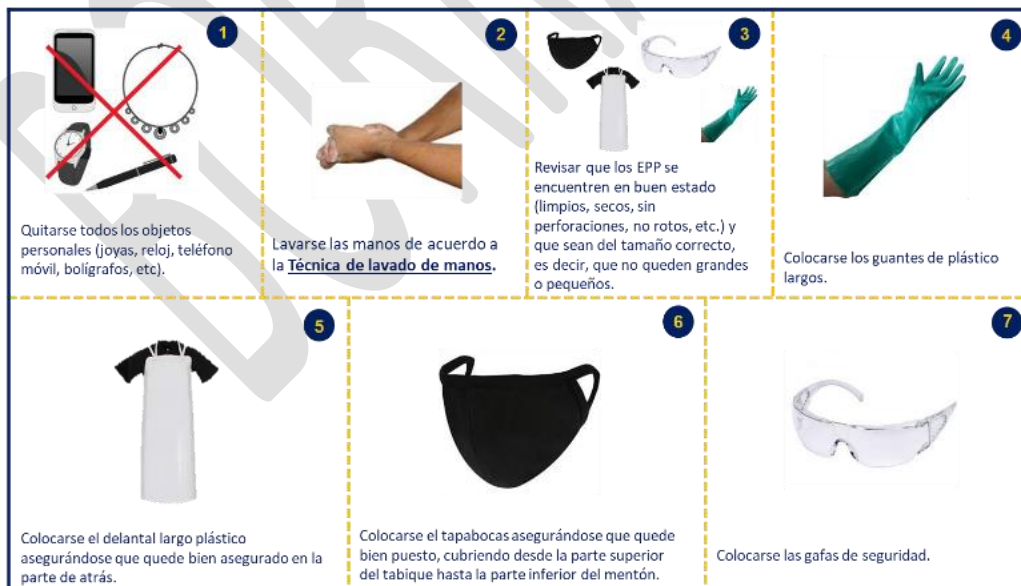 1
Quitarse todos los objetos
personales (joyas, reloj, teléfono
móvil, bolígrafos, etc).
2
Lavarse las manos de acuerdo a
la Técnica de lavado de manos.
3
Revisar que los EPP se
encuentren en buen estado
(limpios, secos, sin
perforaciones, no rotos, etc.) y
que sean del tamaño correcto,
es decir, que no queden grandes
o pequeños.
4
Colocarse los guantes de plástico
largos.
5
Colocarse el delantal largo plástico
asegurándose que quede bien asegurado en la
parte de atrás.
6
Colocarse el tapabocas asegurándose que quede
bien puesto, cubriendo desde la parte superior
del tabique hasta la parte inferior del mentón.
7
Colocarse las gafas de seguridad.